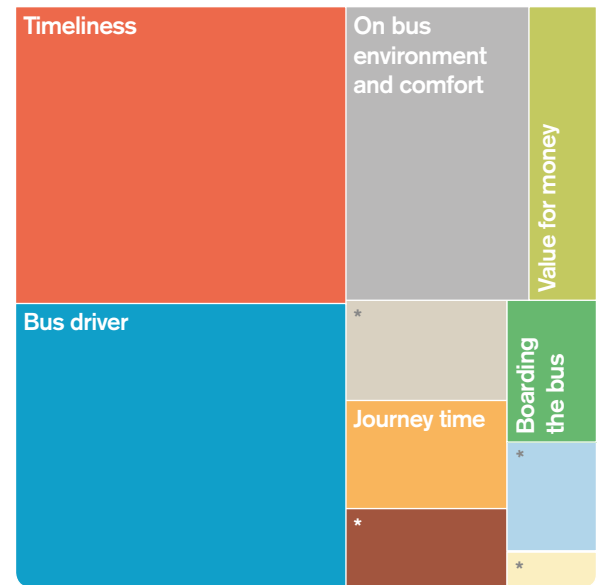 Timeliness
On bus
environment
and comfort
Value for money
Bus driver
*
Boarding
the bus
Journey time
*
*
*